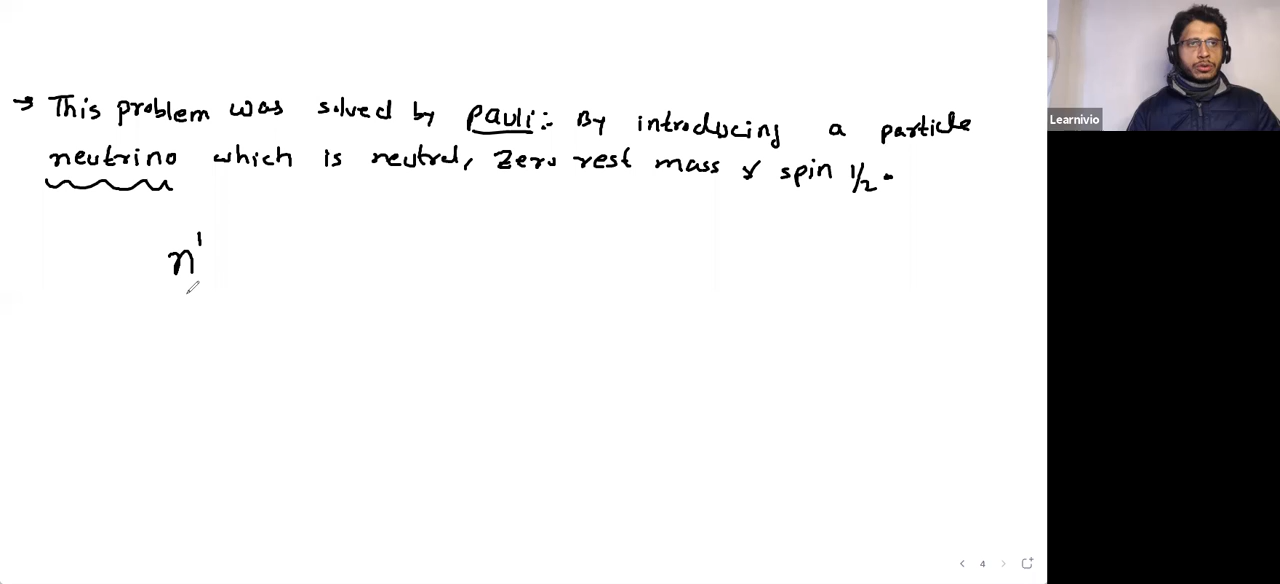 → This problem was solved by Pauli:- By introducing a particle
neutrino which is neutral, zero rest mass & spin 1/2.
n¹
Learnivio
4